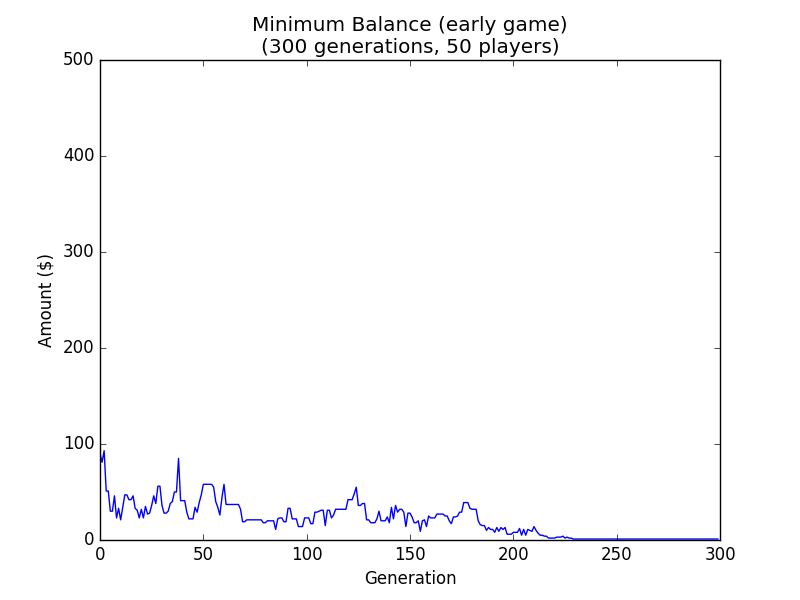 Minimum Balance (early game)
(300 generations, 50 players)
500
400
300
200
100
0
Amount ($)
0 50 100 150 200 250 300
Generation